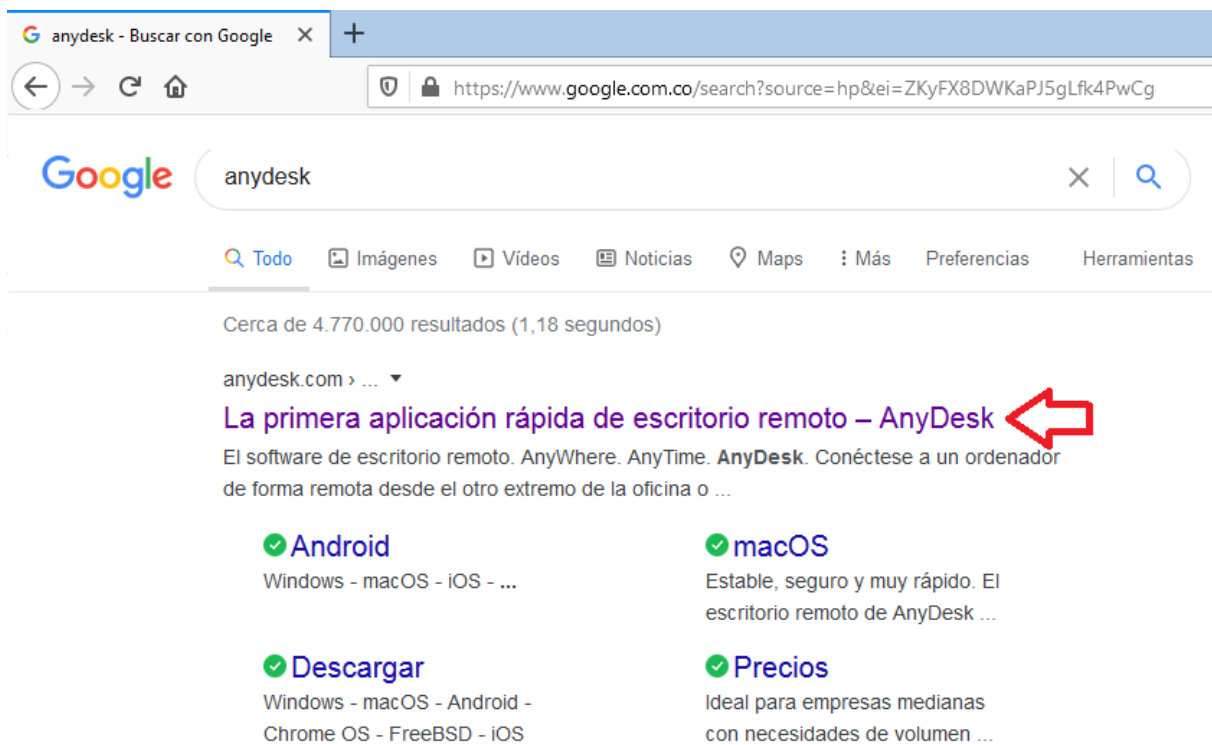 anydesk - Buscar con Google
https://www.google.com.co/search?source=hp&ei=ZKyFX8DWKaPJ5gLfk4PwCg
Google anydesk
Todo Imágenes Vídeos Noticias Maps Más Preferencias Herramientas
Cerca de 4.770.000 resultados (1,18 segundos)
anydesk.com › ...
La primera aplicación rápida de escritorio remoto – AnyDesk
El software de escritorio remoto. AnyWhere. AnyTime. AnyDesk. Conéctese a un ordenador
de forma remota desde el otro extremo de la oficina o ...
Android
Windows - macOS - iOS - ...
macOS
Estable, seguro y muy rápido. El
escritorio remoto de AnyDesk ...
Descargar
Windows - macOS - Android -
Chrome OS - FreeBSD - iOS
Precios
Ideal para empresas medianas
con necesidades de volumen ...